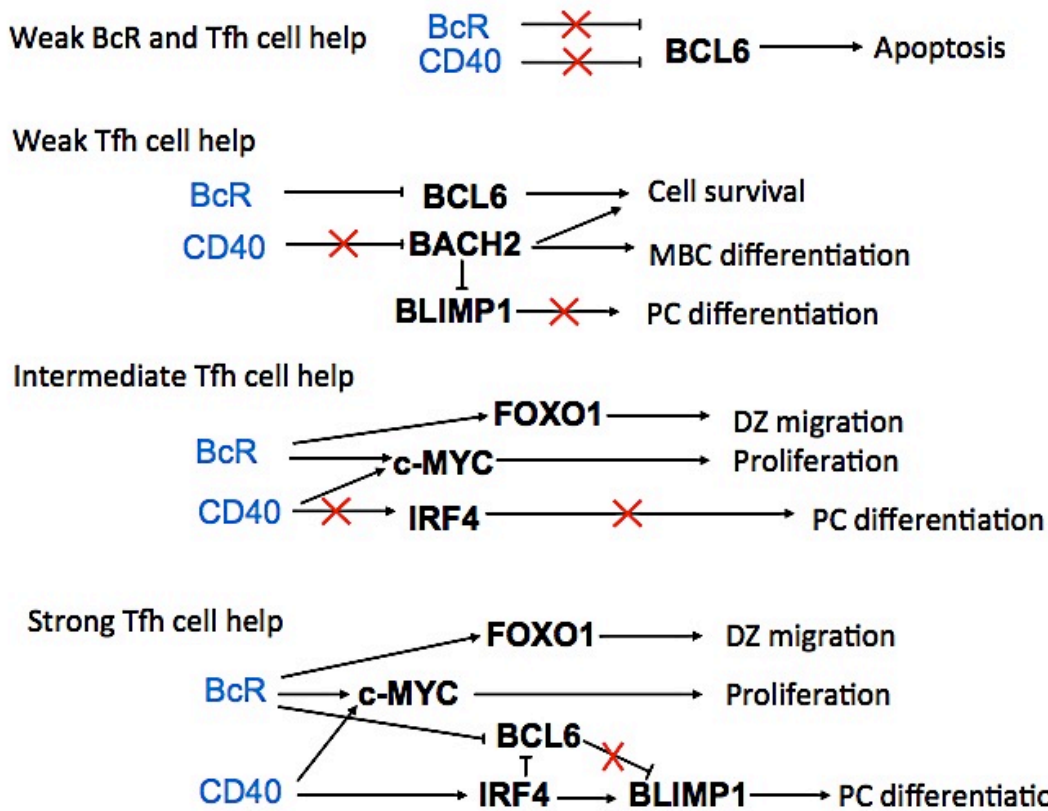 Weak BcR and Tfh cell help
BcR
CD40
BCL6
Apoptosis
Weak Tfh cell help
BcR
BCL6
Cell survival
CD40
BACH2
MBC differentiation
BLIMP1
PC differentiation
Intermediate Tfh cell help
FOXO1
DZ migration
BcR
c-MYC
Proliferation
CD40
IRF4
PC differentiation
Strong Tfh cell help
FOXO1
DZ migration
BcR
c-MYC
Proliferation
BCL6
CD40
IRF4
BLIMP1
PC differentiatio